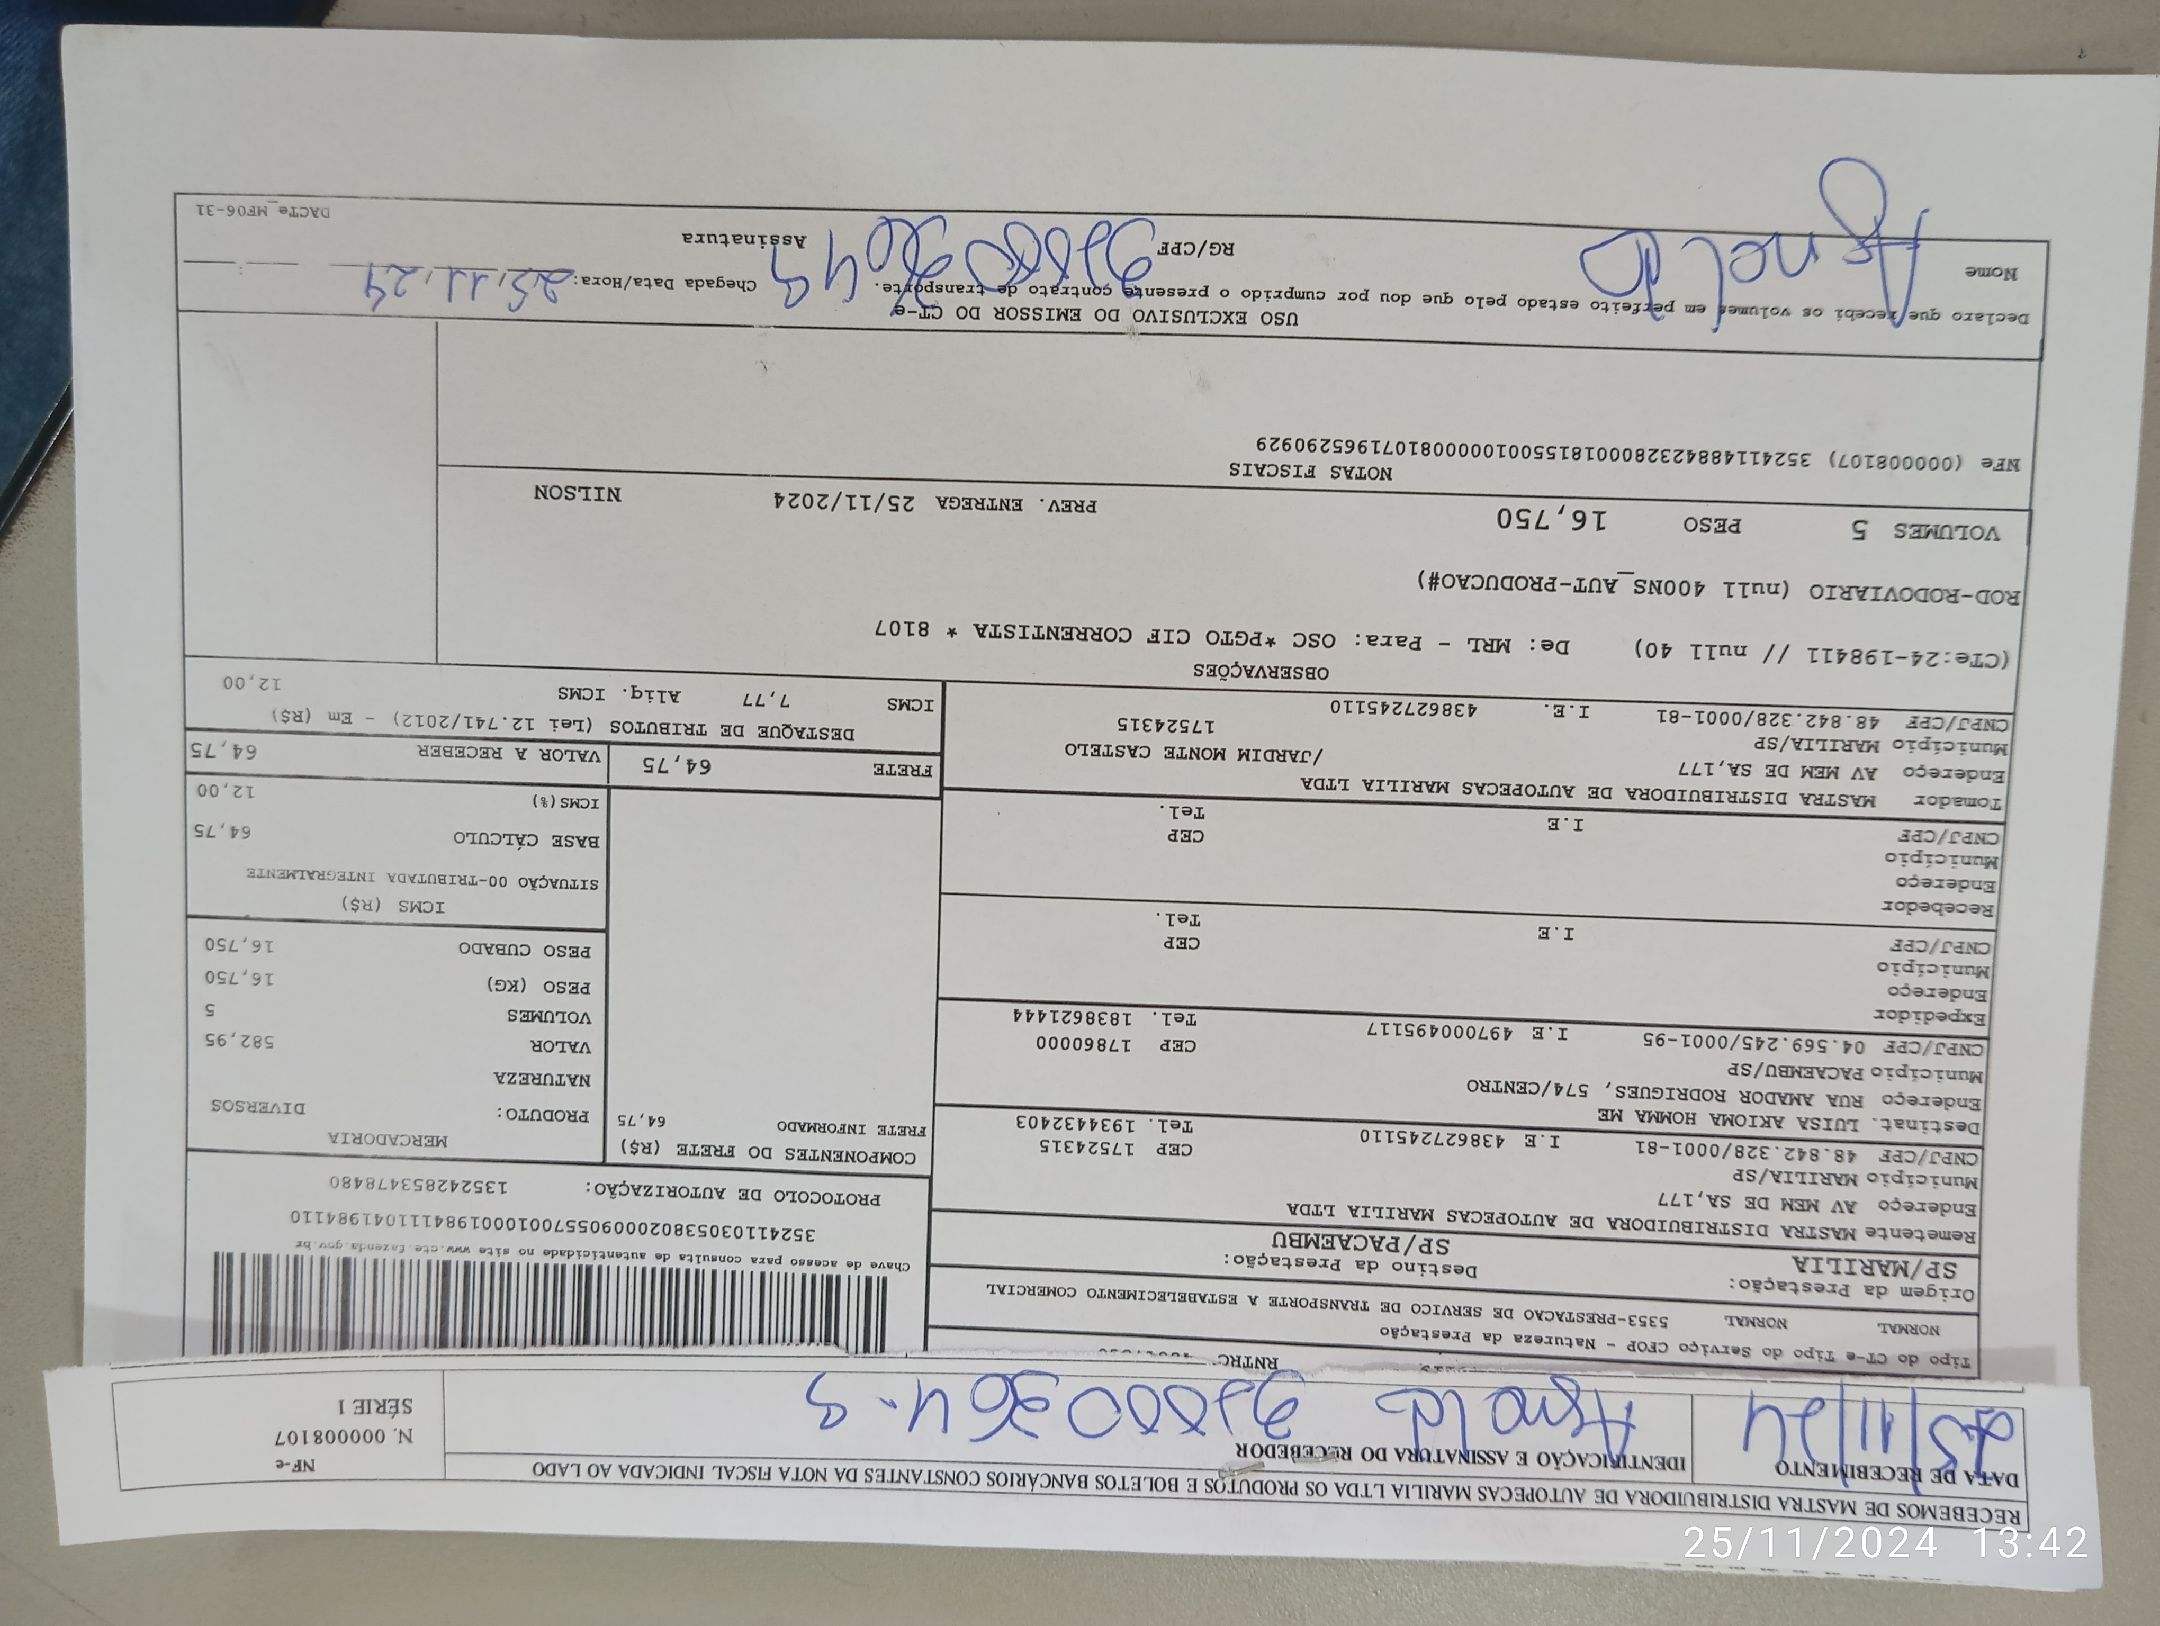 RECEBEMOS DE MASTRA DISTRIBUIDORA DE AUTOPECAS MARILIA LTDA OS PRODUTOS E BOLETOS BANCÁRIOS CONSTANTES DA NOTA FISCAL INDICADA AO LADO
DATA DE RECEBIMENTO
25/11/24
IDENTIFICAÇÃO E ASSINATURA DO RECEBEDOR
NF-e
N. 000008107
SÉRIE 1
RNTRC
Tipo do CT-e Tipo do Serviço CFOP - Natureza da Prestação
NORMAL NORMAL 5353-PRESTACAO DE SERVICO DE TRANSPORTE A ESTABELECIMENTO COMERCIAL
Origem da Prestação: Destino da Prestação:
SP/MARILIA SP/PACAEMBU
Remetente MASTRA DISTRIBUIDORA DE AUTOPECAS MARILIA LTDA
Endereço AV MEM DE SA,177
Município MARILIA/SP CEP 17524315
CNPJ/CPF 48.842.328/0001-81 I.E 438627245110 Tel. 1934432403
Destinat. LUISA AKIOMA HOMMA ME
Endereço RUA AMADOR RODRIGUES, 574/CENTRO
Município PACAEMBU/SP CEP 17860000
CNPJ/CPF 04.569.245/0001-95 I.E 497000495117 Tel. 1838621444
Expedidor
Endereço
Município CEP
CNPJ/CPF I.E Tel.
Recebedor
Endereço
Município CEP
CNPJ/CPF I.E Tel.
Tomador MASTRA DISTRIBUIDORA DE AUTOPECAS MARILIA LTDA
Endereço AV MEM DE SA,177 /JARDIM MONTE CASTELO
Município MARILIA/SP 17524315
CNPJ/CPF 48.842.328/0001-81 I.E. 438627245110
Chave de acesso para consulta de autenticidade no site www.cte.fazenda.gov.br
35241103053802000905570010001984111041984110
PROTOCOLO DE AUTORIZAÇÃO: 135242853478480
COMPONENTES DO FRETE (R$)
FRETE INFORMADO 64,75
MERCADORIA
PRODUTO: DIVERSOS
NATUREZA
VALOR 582,95
VOLUMES 5
PESO (KG) 16,750
PESO CUBADO 16,750
ICMS (R$)
SITUAÇÃO 00-TRIBUTADA INTEGRALMENTE
BASE CÁLCULO 64,75
ICMS(%) 12,00
FRETE 64,75 VALOR A RECEBER 64,75
DESTAQUE DE TRIBUTOS (Lei 12.741/2012) - Em (R$)
ICMS 7,77 Aliq. ICMS 12,00
OBSERVAÇÕES
(CTe:24-198411 // null 40) De: MRL - Para: OSC *PGTO CIF CORRENTISTA * 8107
ROD-RODOVIARIO (null 400NS_AUT-PRODUCAO#)
VOLUMES 5 PESO 16,750 PREV. ENTREGA 25/11/2024 NILSON
NOTAS FISCAIS
NFe (000008107) 35241148842328000181550010000081071965290929
USO EXCLUSIVO DO EMISSOR DO CT-e
Declaro que recebi os volumes em perfeito estado pelo que dou por cumprido o presente contrato de transporte. Chegada Data/Hora: 25.11.24
Nome RG/CPF Assinatura
DACTe_MF06-31
25/11/2024 13:42